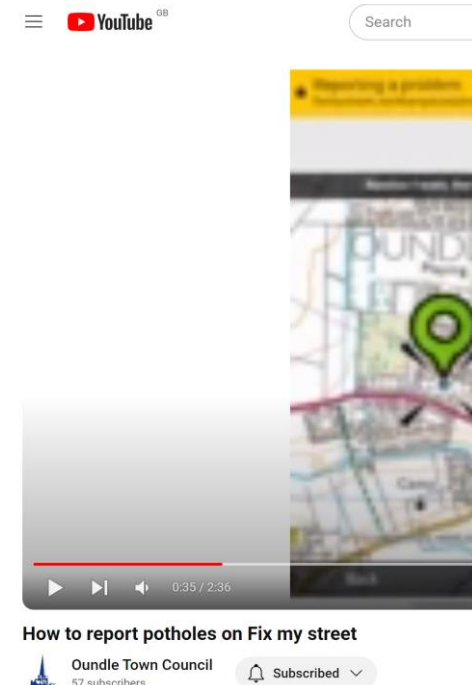 YouTube GB
Search
Reporting a problem
OUNDLE
Back
0:35 / 2:36
How to report potholes on Fix my street
Oundle Town Council
57 subscribers
Subscribed